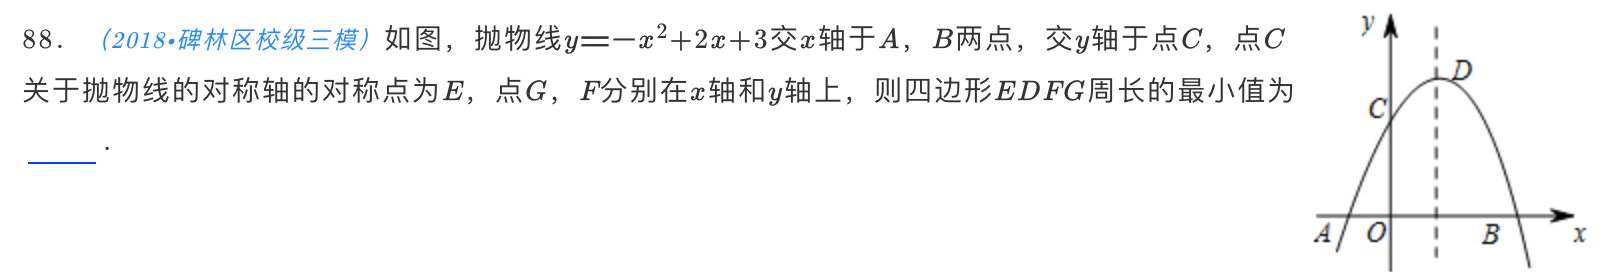 88. （2018•碑林区校级三模）如图，抛物线y=−x²+2x+3交x轴于A，B两点，交y轴于点C，点C
关于抛物线的对称轴的对称点为E，点G，F分别在x轴和y轴上，则四边形EDFG周长的最小值为
____．
y
D
C
A
O
B
x